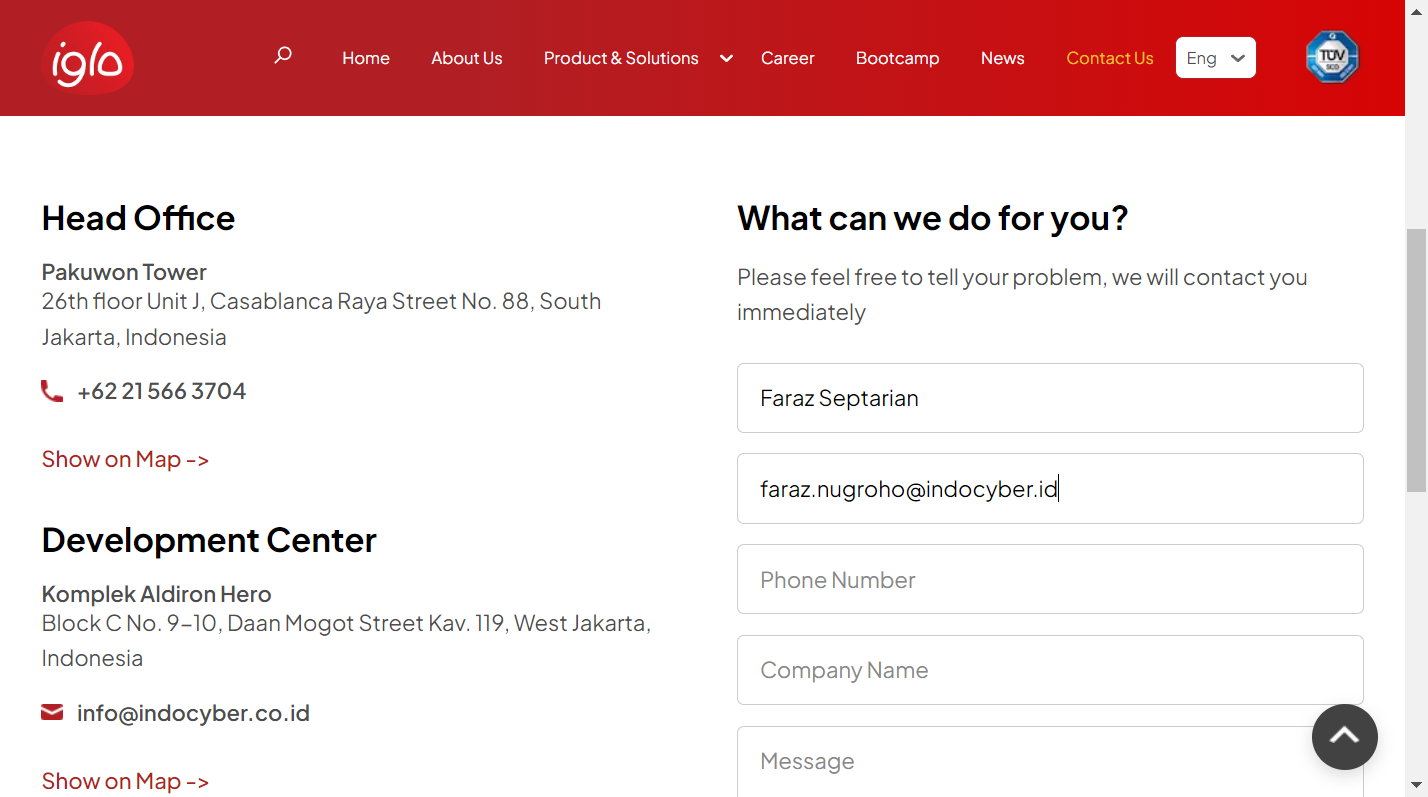 iglo
Home
About Us
Product & Solutions
Career
Bootcamp
News
Contact Us
Eng
TÜV
SÜD
Head Office
Pakuwon Tower
26th floor Unit J, Casablanca Raya Street No. 88, South
Jakarta, Indonesia
+62 21 566 3704
Show on Map ->
Development Center
Komplek Aldiron Hero
Block C No. 9-10, Daan Mogot Street Kav. 119, West Jakarta,
Indonesia
info@indocyber.co.id
Show on Map ->
What can we do for you?
Please feel free to tell your problem, we will contact you
immediately
Faraz Septarian
faraz.nugroho@indocyber.id
Phone Number
Company Name
Message